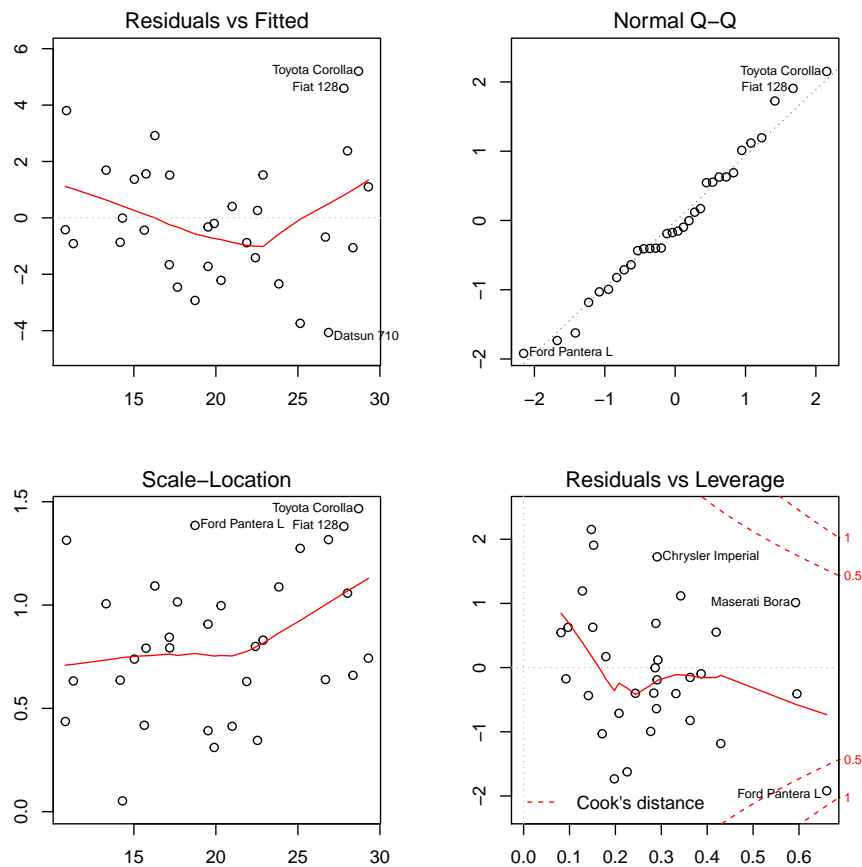 Residuals vs Fitted
6
4
2
0
−2
−4
15
20
25
30
Toyota Corolla
Fiat 128
Datsun 710
Normal Q−Q
2
1
0
−1
−2
−2
−1
0
1
2
Toyota Corolla
Fiat 128
Ford Pantera L
Scale−Location
1.5
1.0
0.5
0.0
15
20
25
30
Toyota Corolla
Ford Pantera L
Fiat 128
Residuals vs Leverage
2
1
0
−1
−2
0.0
0.1
0.2
0.3
0.4
0.5
0.6
Chrysler Imperial
Maserati Bora
Ford Pantera L
Cook's distance
1
0.5
0.5
1